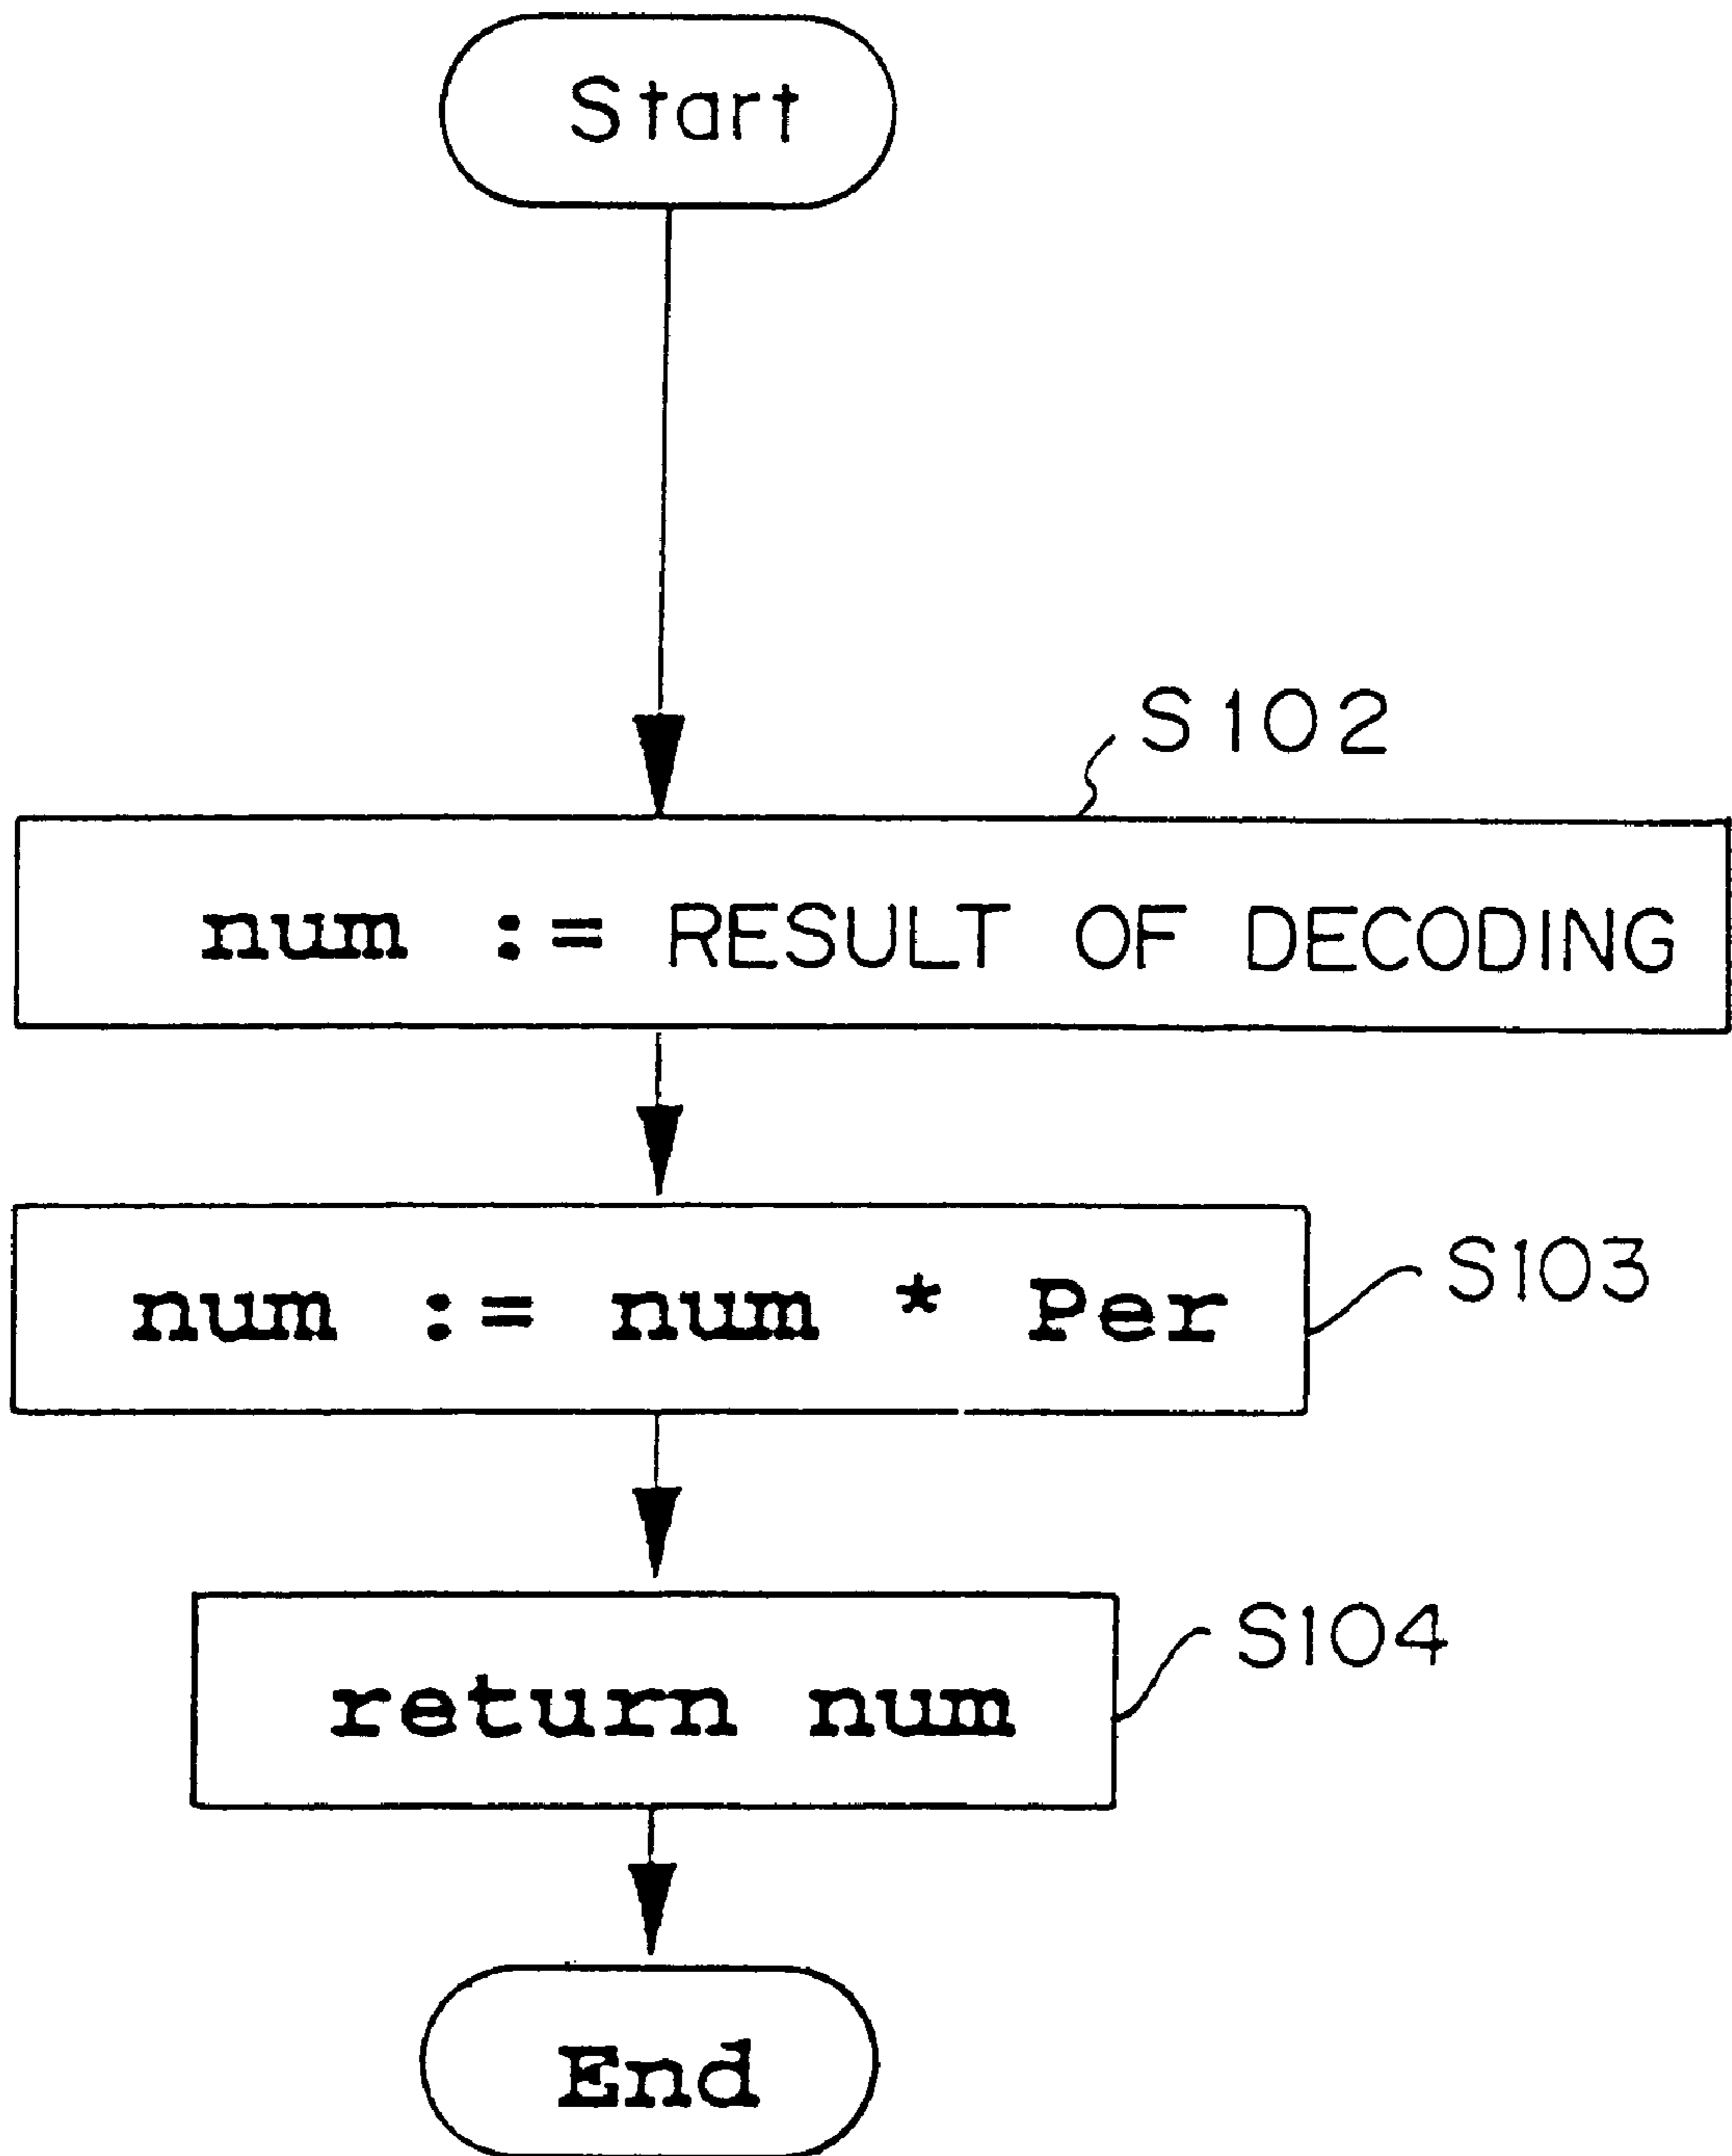 Start
S102
num := RESULT OF DECODING
num := num * Per
S103
return num
S104
End